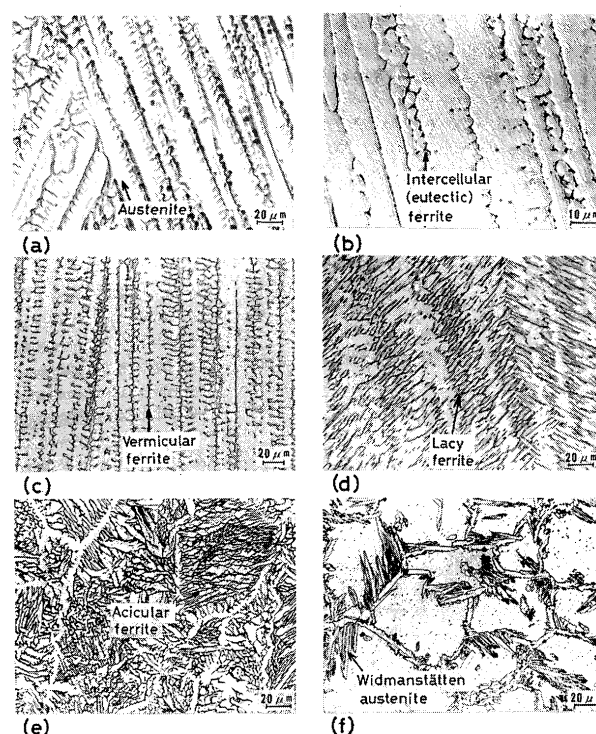 Austenite
20 μm
(a)
Intercellular
(eutectic)
ferrite
10 μm
(b)
Vermicular
ferrite
20 μm
(c)
Lacy
ferrite
20 μm
(d)
Acicular
ferrite
20 μm
(e)
Widmanstätten
austenite
20 μ
(f)